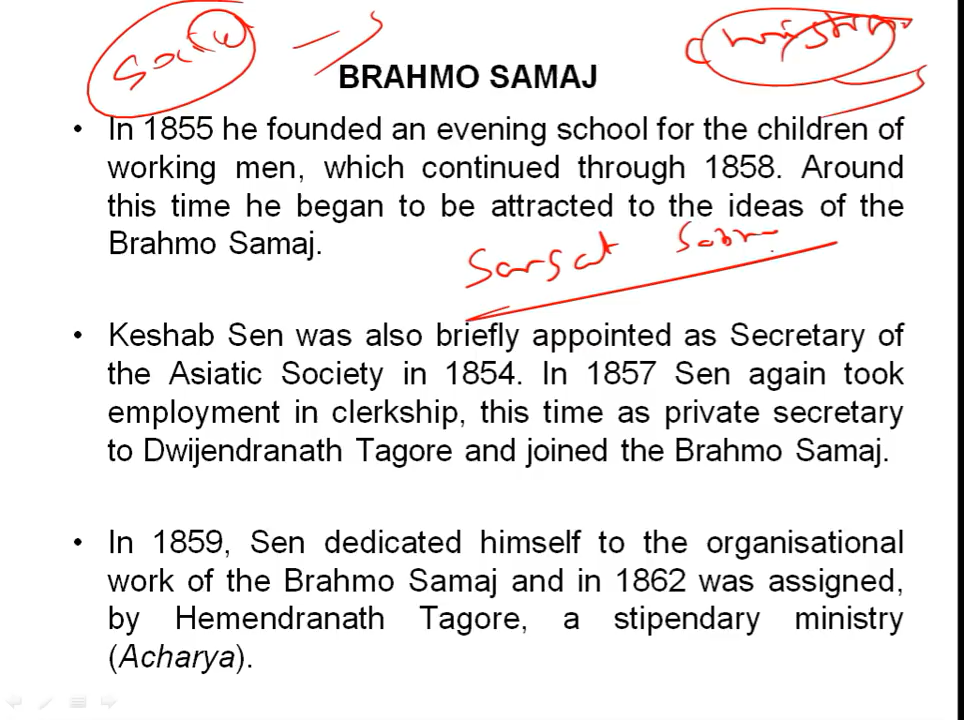 BRAHMO SAMAJ
• In 1855 he founded an evening school for the children of
working men, which continued through 1858. Around
this time he began to be attracted to the ideas of the
Brahmo Samaj.
• Keshab Sen was also briefly appointed as Secretary of
the Asiatic Society in 1854. In 1857 Sen again took
employment in clerkship, this time as private secretary
to Dwijendranath Tagore and joined the Brahmo Samaj.
• In 1859, Sen dedicated himself to the organisational
work of the Brahmo Samaj and in 1862 was assigned,
by Hemendranath Tagore, a stipendary ministry
(Acharya).